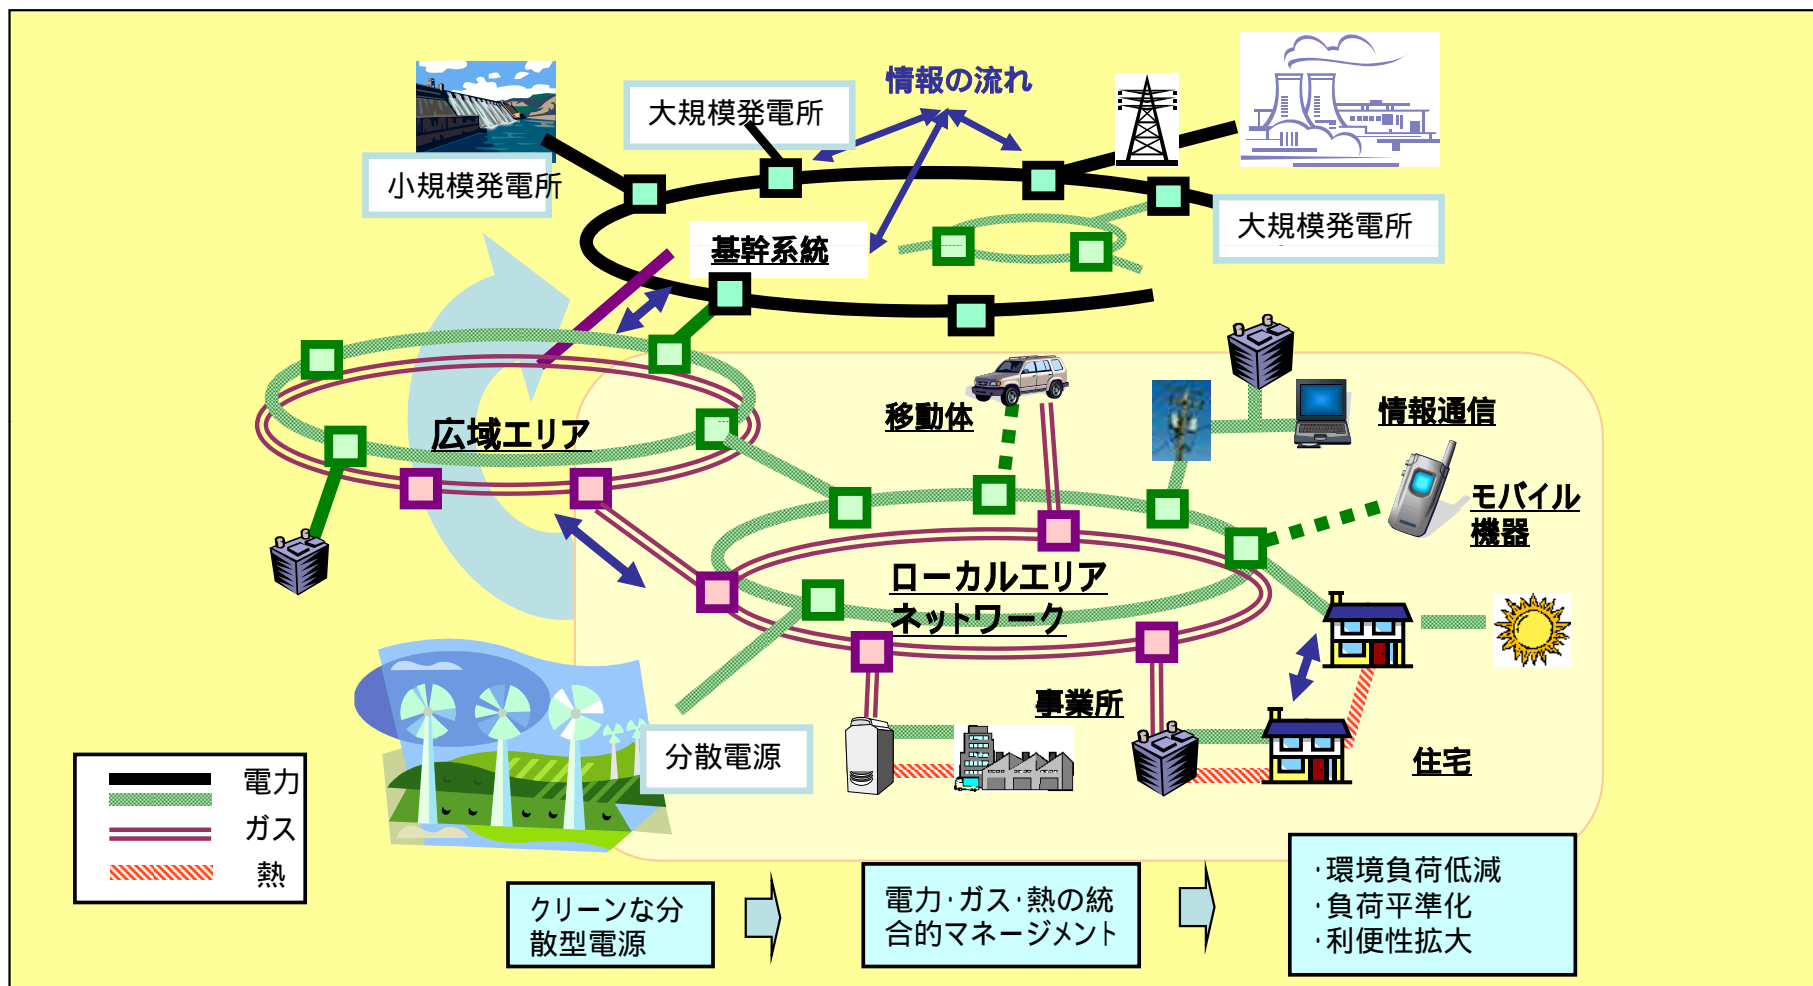 情報の流れ
大規模発電所
小規模発電所
大規模発電所
基幹系統
広域エリア
移動体
情報通信
モバイル
機器
ローカルエリア
ネットワーク
事業所
分散電源
住宅
電力
ガス
熱
クリーンな分
散型電源
電力・ガス・熱の統
合的マネージメント
・環境負荷低減
・負荷平準化
・利便性拡大